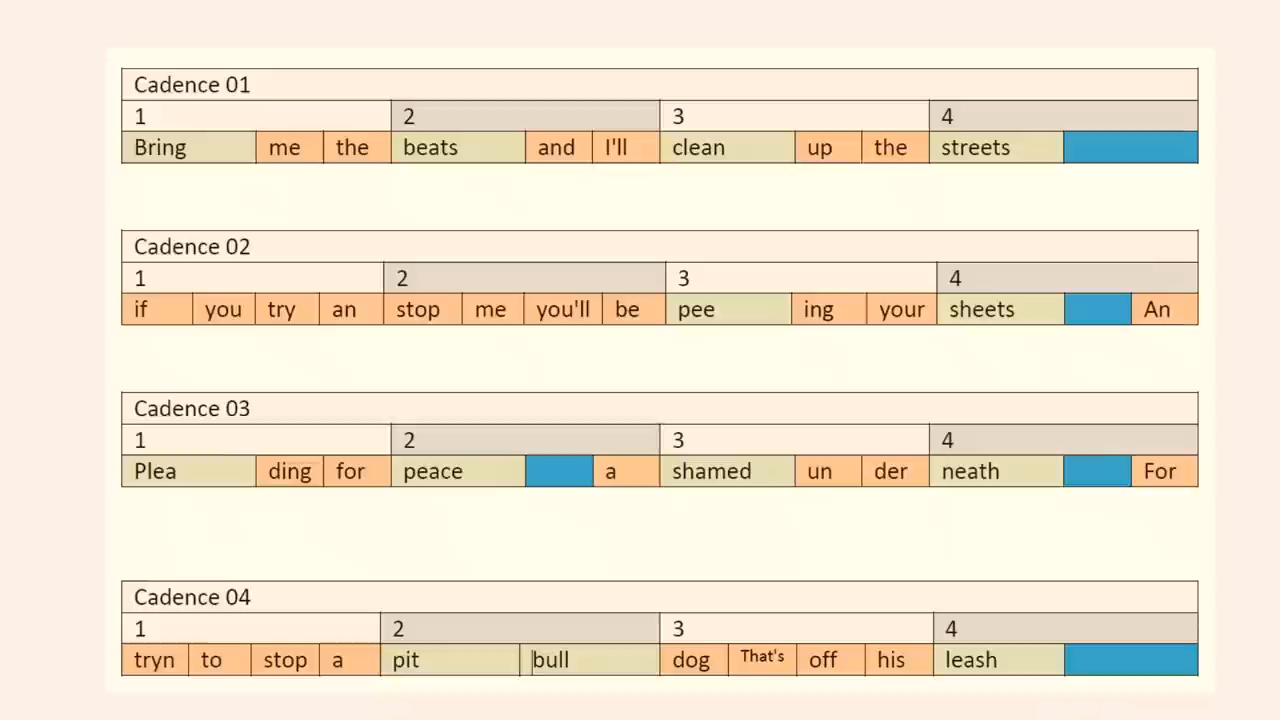 Cadence 01
1 2 3 4
Bring me the beats and I'll clean up the streets
Cadence 02
1 2 3 4
if you try an stop me you'll be pee ing your sheets An
Cadence 03
1 2 3 4
Plea ding for peace a shamed un der neath For
Cadence 04
1 2 3 4
tryn to stop a pit bull dog That's off his leash